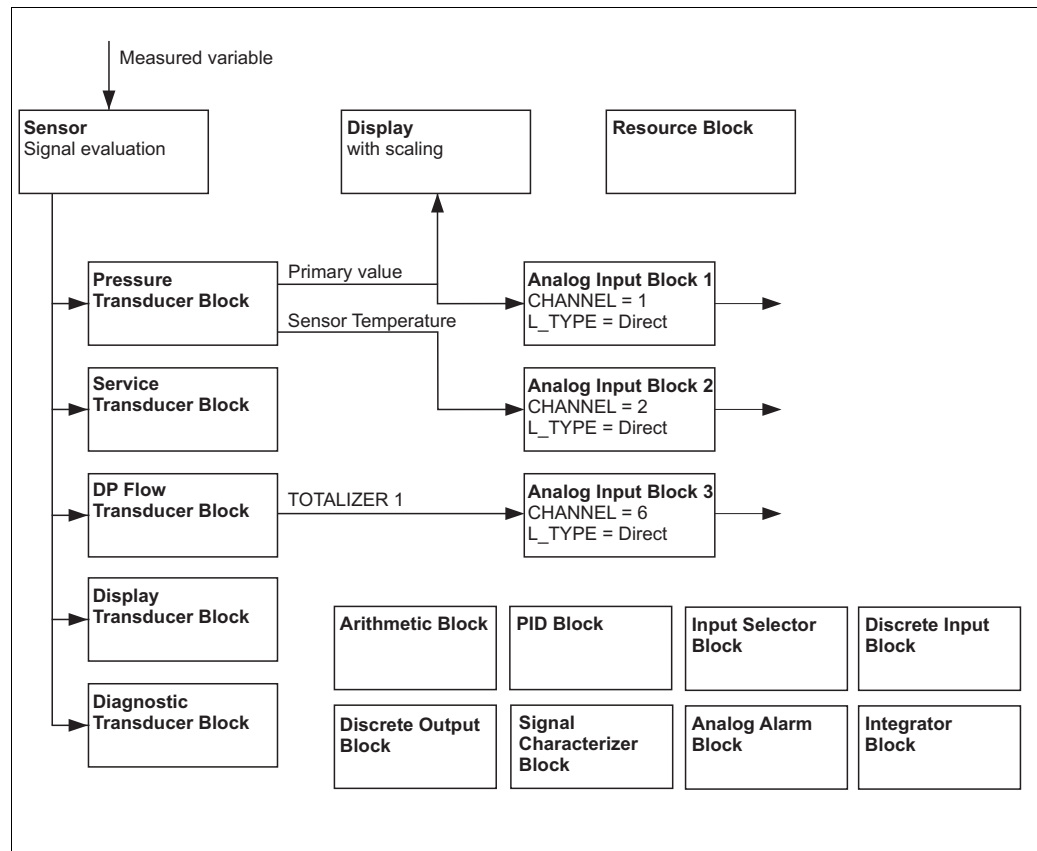 Measured variable
Sensor
Signal evaluation
Display
with scaling
Resource Block
Pressure
Transducer Block
Primary value
Sensor Temperature
Analog Input Block 1
CHANNEL = 1
L_TYPE = Direct
Service
Transducer Block
Analog Input Block 2
CHANNEL = 2
L_TYPE = Direct
DP Flow
Transducer Block
TOTALIZER 1
Analog Input Block 3
CHANNEL = 6
L_TYPE = Direct
Display
Transducer Block
Arithmetic Block
PID Block
Input Selector
Block
Discrete Input
Block
Diagnostic
Transducer Block
Discrete Output
Block
Signal
Characterizer
Block
Analog Alarm
Block
Integrator
Block